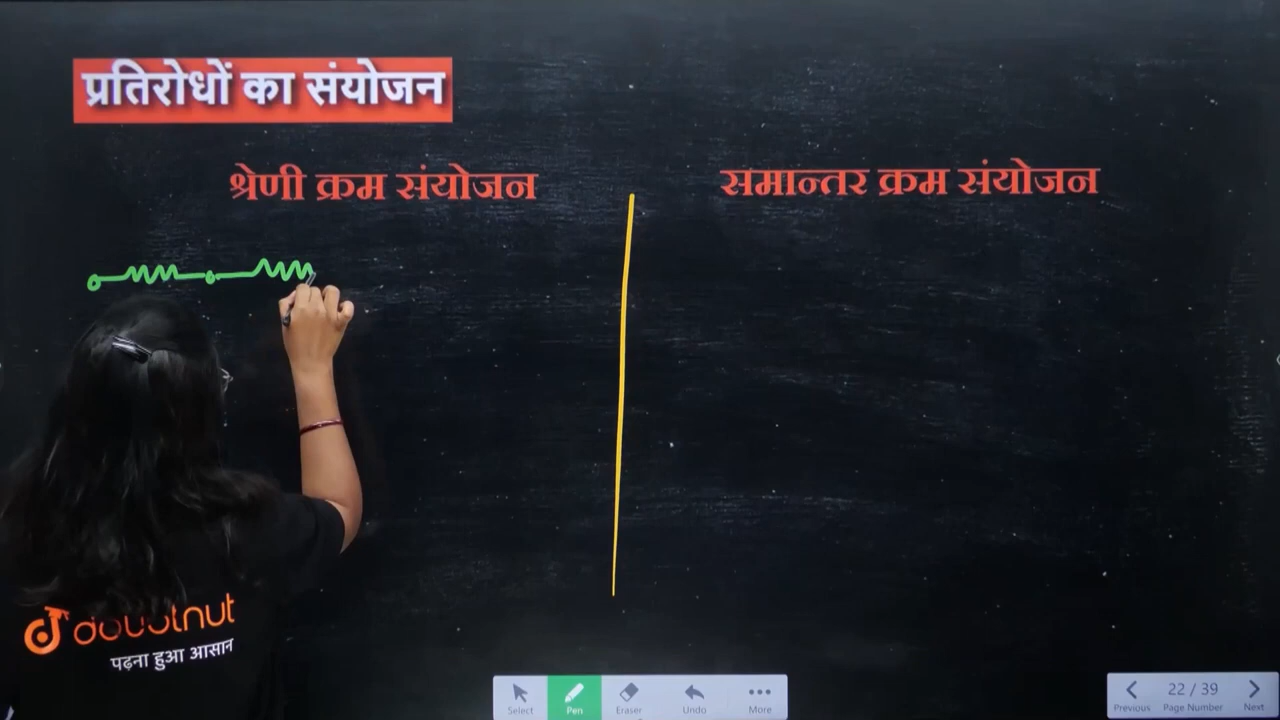 प्रतिरोधों का संयोजन
श्रेणी क्रम संयोजन
समान्तर क्रम संयोजन
doubtnut
पढ़ना हुआ आसान
Select
Pen
Eraser
Undo
More
22 / 39
Previous
Page Number
Next